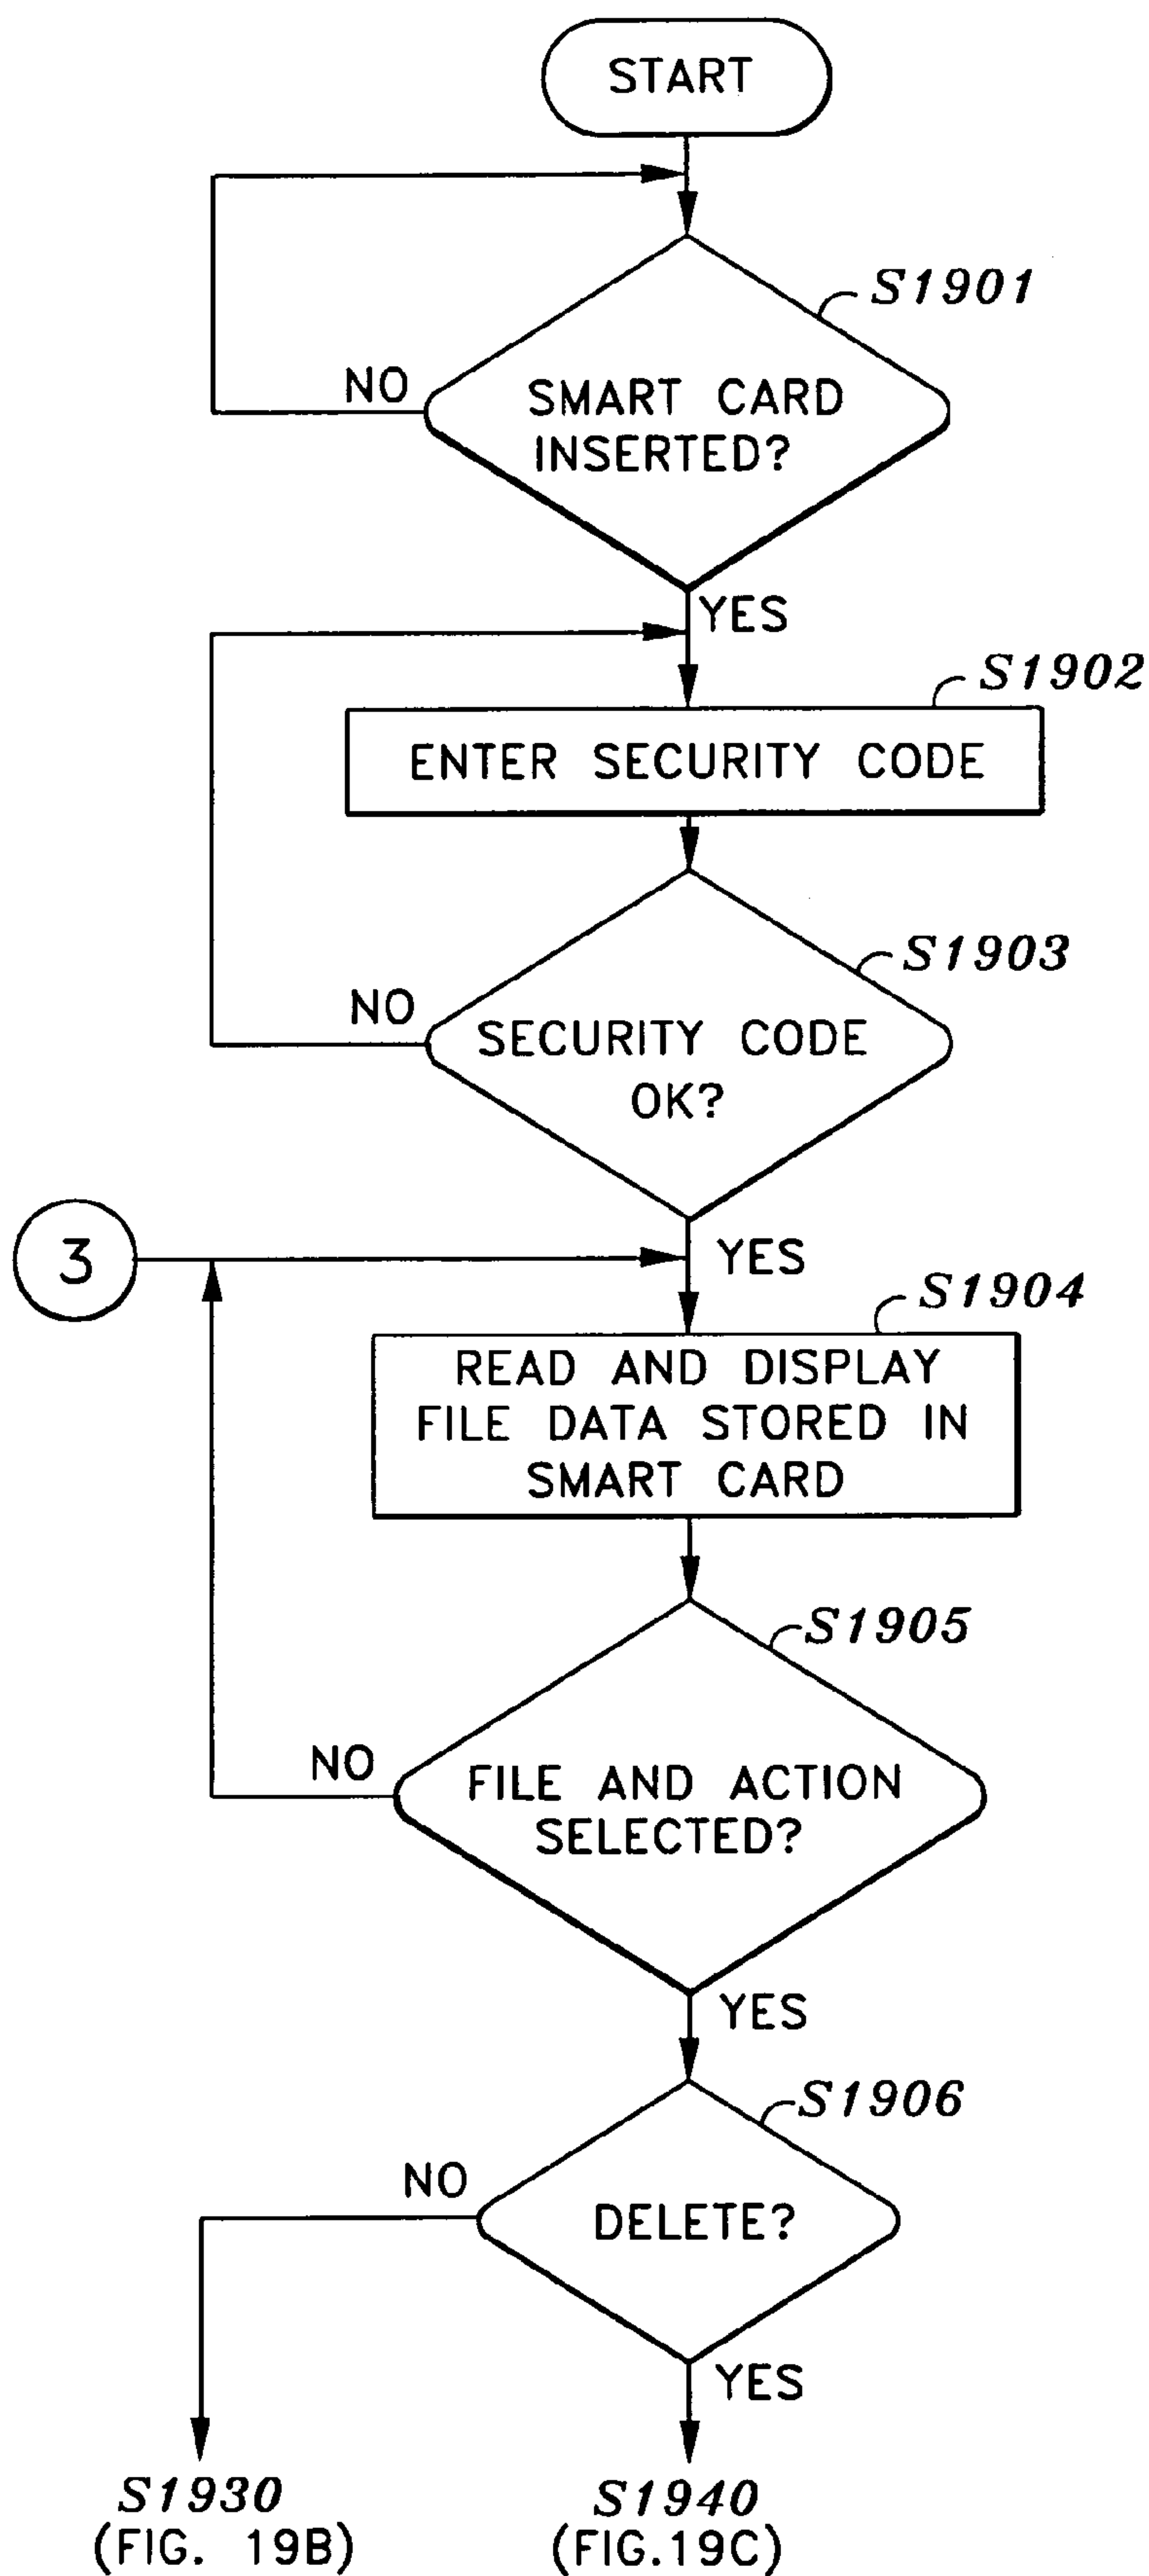 START
S1901
NO
SMART CARD
INSERTED?
YES
S1902
ENTER SECURITY CODE
S1903
NO
SECURITY CODE
OK?
3
YES
S1904
READ AND DISPLAY
FILE DATA STORED IN
SMART CARD
S1905
NO
FILE AND ACTION
SELECTED?
YES
S1906
NO
DELETE?
YES
S1930
(FIG. 19B)
S1940
(FIG.19C)